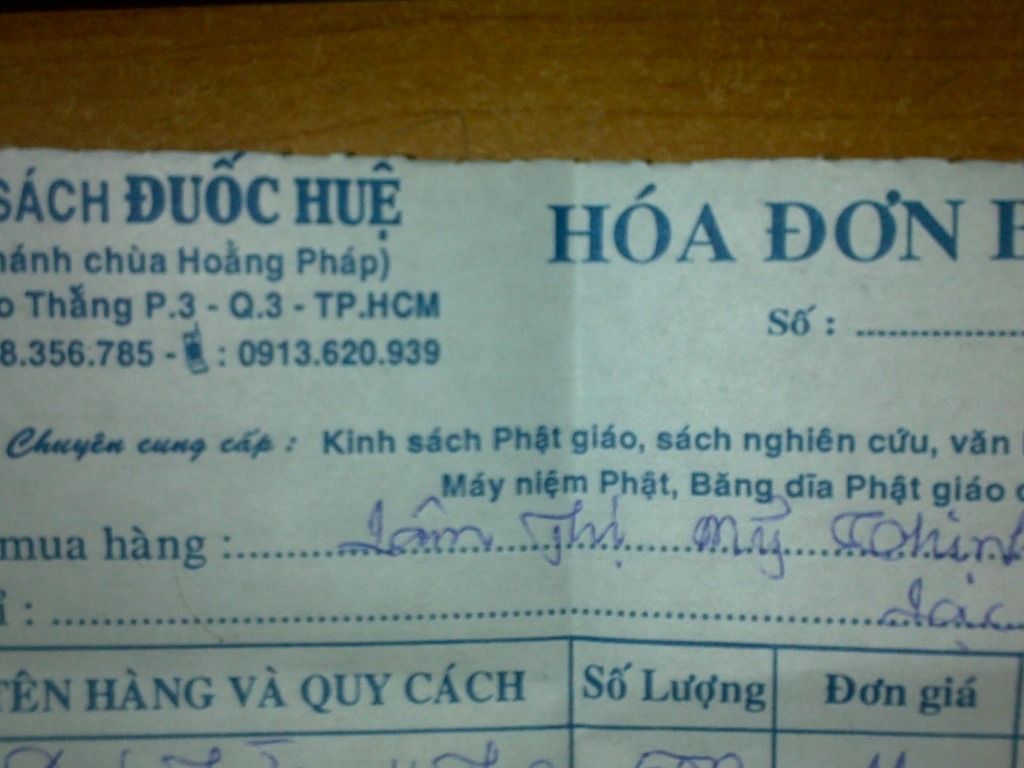 SÁCH ĐUỐC HUỆ
hánh chùa Hoằng Pháp)
o Thắng P.3 - Q.3 - TP.HCM
8.356.785 - : 0913.620.939
HÓA ĐƠN B
Số : ....................
Chuyên cung cấp : Kinh sách Phật giáo, sách nghiên cứu, văn
Máy niệm Phật, Băng dĩa Phật giáo
mua hàng : Lâm Thị Mỹ
ỉ : ....................
TÊN HÀNG VÀ QUY CÁCH Số Lượng Đơn giá